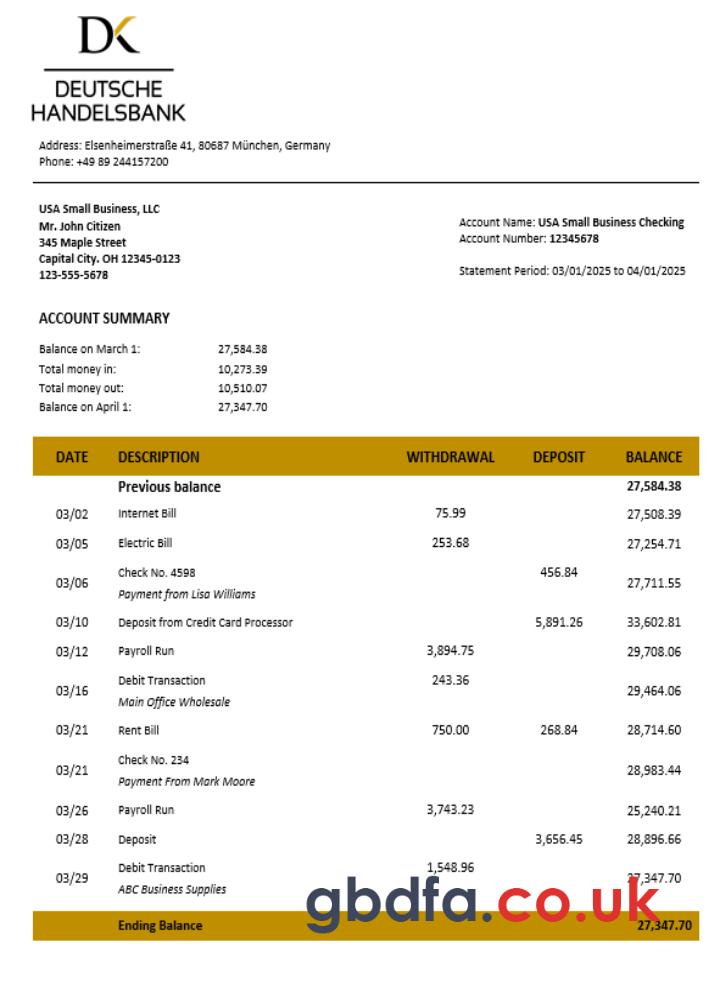 DK
DEUTSCHE
HANDELSBANK
Address: Elsenheimerstraße 41, 80687 München, Germany
Phone: +49 89 244157200
USA Small Business, LLC
Mr. John Citizen
345 Maple Street
Capital City. OH 12345-0123
123-555-5678
Account Name: USA Small Business Checking
Account Number: 12345678
Statement Period: 03/01/2025 to 04/01/2025
ACCOUNT SUMMARY
Balance on March 1: 27,584.38
Total money in: 10,273.39
Total money out: 10,510.07
Balance on April 1: 27,347.70
DATE DESCRIPTION WITHDRAWAL DEPOSIT BALANCE
Previous balance 27,584.38
03/02 Internet Bill 75.99 27,508.39
03/05 Electric Bill 253.68 27,254.71
03/06 Check No. 4598 456.84 27,711.55
Payment from Lisa Williams
03/10 Deposit from Credit Card Processor 5,891.26 33,602.81
03/12 Payroll Run 3,894.75 29,708.06
03/16 Debit Transaction 243.36 29,464.06
Main Office Wholesale
03/21 Rent Bill 750.00 268.84 28,714.60
03/21 Check No. 234 28,983.44
Payment From Mark Moore
03/26 Payroll Run 3,743.23 25,240.21
03/28 Deposit 3,656.45 28,896.66
03/29 Debit Transaction 1,548.96 27,347.70
ABC Business Supplies
gbdfa.co.uk
Ending Balance 27,347.70